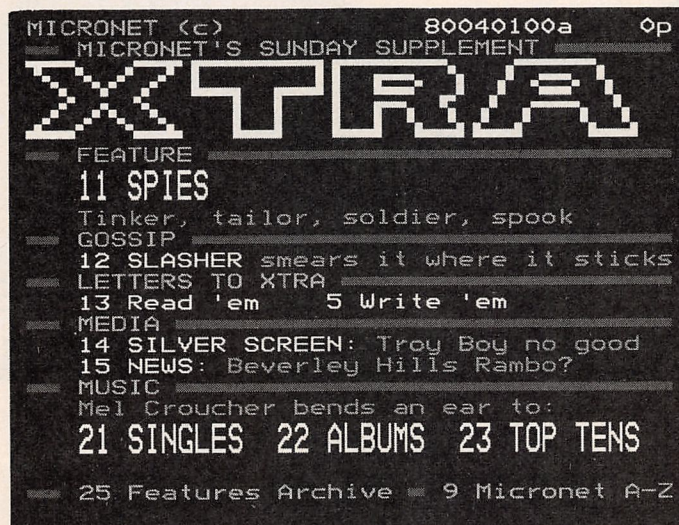 MICRONET (c) 80040100a 0p
MICRONET'S SUNDAY SUPPLEMENT
XTRA
FEATURE
11 SPIES
Tinker, tailor, soldier, spook
GOSSIP
12 SLASHER smears it where it sticks
LETTERS TO XTRA
13 Read 'em 5 Write 'em
MEDIA
14 SILVER SCREEN: Troy Boy no good
15 NEWS: Beverley Hills Rambo?
MUSIC
Mel Croucher bends an ear to:
21 SINGLES 22 ALBUMS 23 TOP TENS
25 Features Archive 9 Micronet A-Z